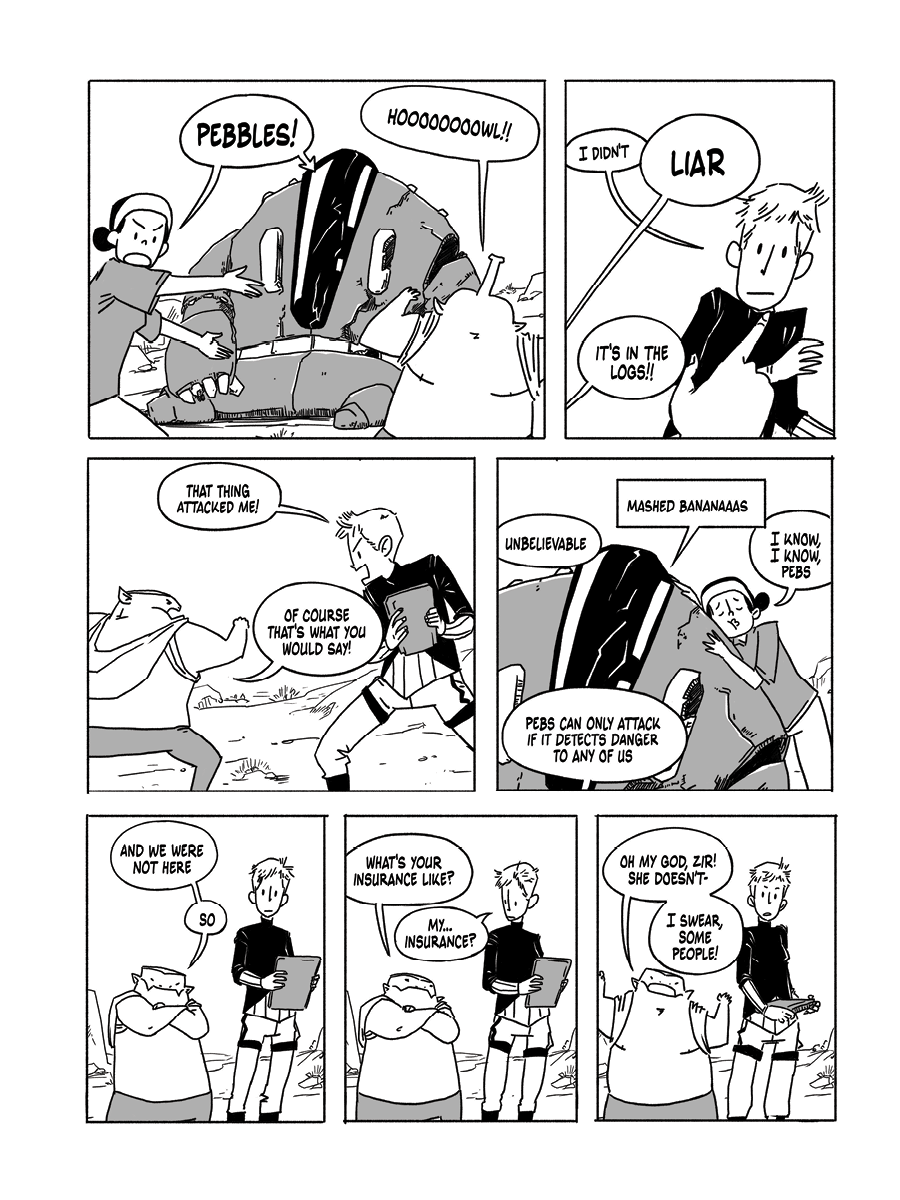 PEBBLES!
HOOOOOOOOWL!!
I DIDN'T
LIAR
IT'S IN THE
LOGS!!
THAT THING
ATTACKED ME!
OF COURSE
THAT'S WHAT YOU
WOULD SAY!
MASHED BANANAAAS
UNBELIEVABLE
I KNOW,
I KNOW,
PEBS
PEBS CAN ONLY ATTACK
IF IT DETECTS DANGER
TO ANY OF US
AND WE WERE
NOT HERE
SO
WHAT'S YOUR
INSURANCE LIKE?
MY...
INSURANCE?
OH MY GOD, ZIR!
SHE DOESN'T-
I SWEAR,
SOME
PEOPLE!